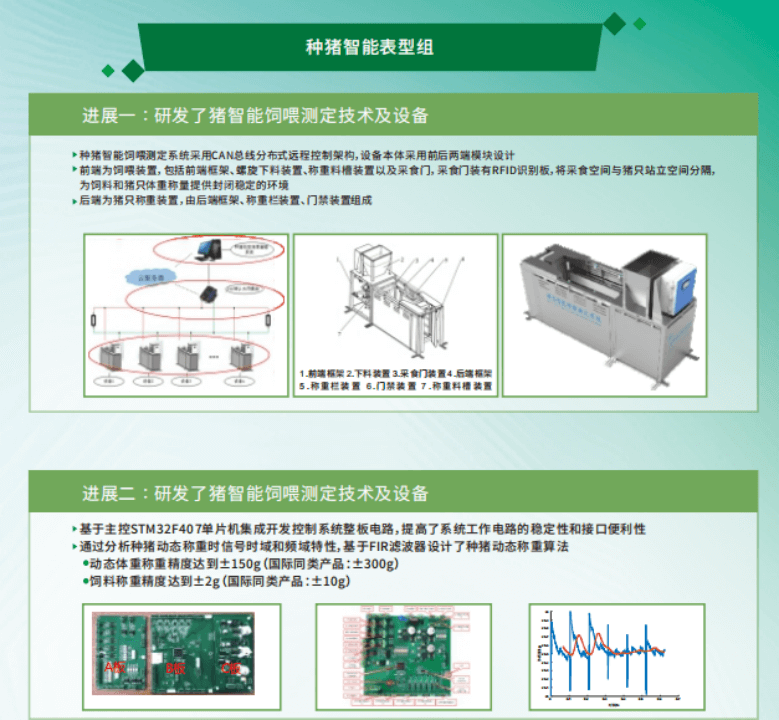 种猪智能表型组
进展一：研发了猪智能饲喂测定技术及设备
种猪智能饲喂测定系统采用CAN总线分布式远程控制架构，设备本体采用前后两端模块设计
前端为饲喂装置，包括前端框架、螺旋下料装置、称重料槽装置以及采食门，采食门装有RFID识别板，将采食空间与猪只站立空间分隔，
为饲料和猪只体重称量提供封闭稳定的环境
后端为猪只称重装置，由后端框架、称重栏装置、门禁装置组成
云服务器
1
2
3
4
5
6
7
1.前端框架 2.下料装置 3.采食门装置 4.后端框架
5.称重栏装置 6.门禁装置 7.称重料槽装置
进展二：研发了猪智能饲喂测定技术及设备
基于主控STM32F407单片机集成开发控制系统整板电路，提高了系统工作电路的稳定性和接口便利性
通过分析种猪动态称重时信号时域和频域特性，基于FIR滤波器设计了种猪动态称重算法
●动态体重称重精度达到±150g（国际同类产品：±300g）
●饲料称重精度达到±2g（国际同类产品：±10g）
A板